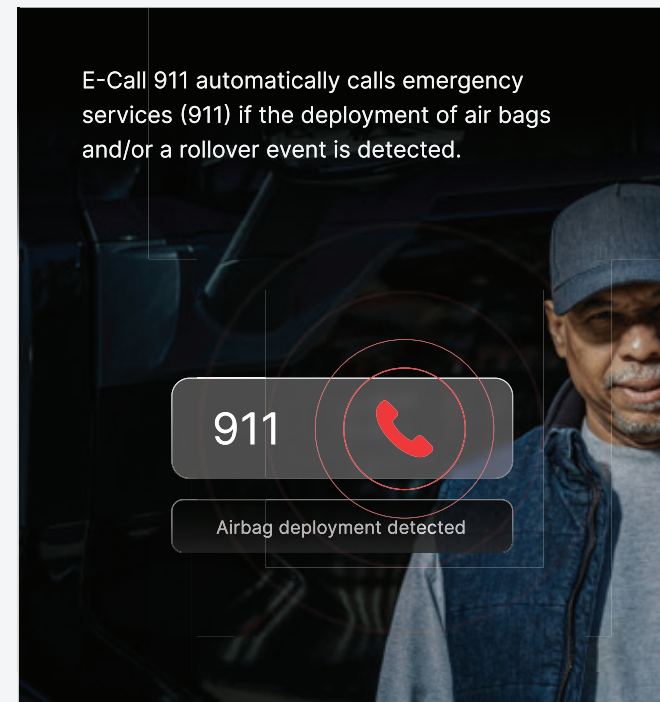 E-Call 911 automatically calls emergency
services (911) if the deployment of air bags
and/or a rollover event is detected.
911
Airbag deployment detected